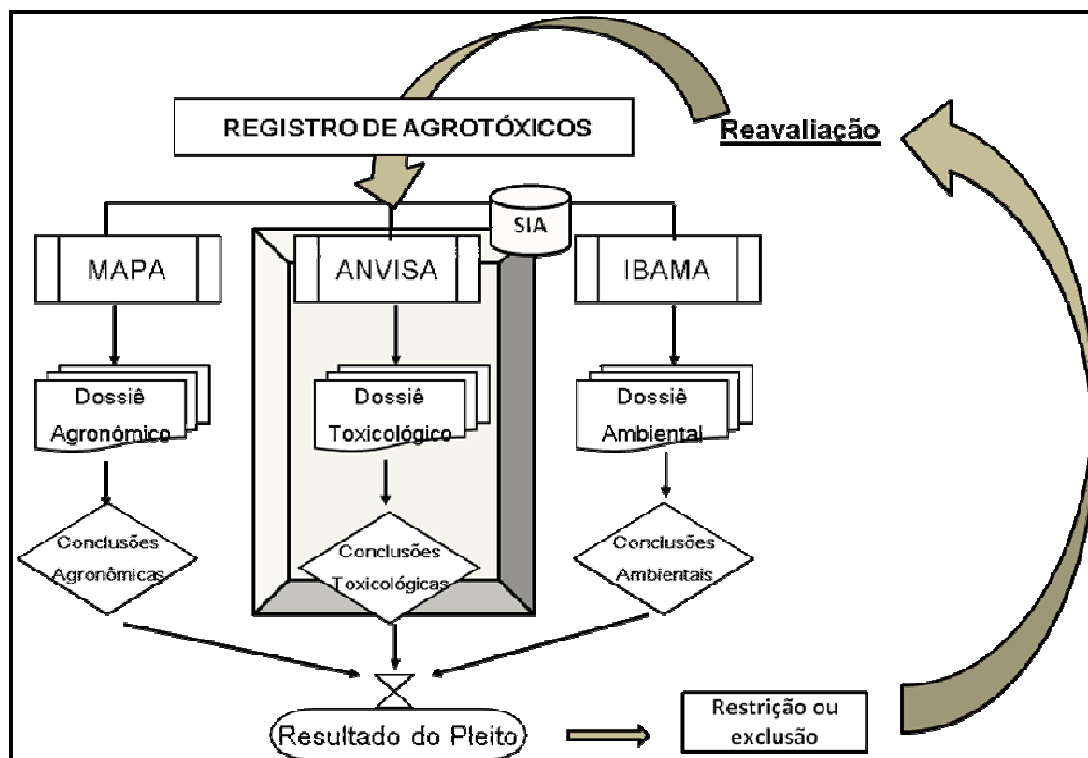 REGISTRO DE AGROTÓXICOS
Reavaliação
SIA
MAPA
ANVISA
IBAMA
Dossiê
Agronômico
Dossiê
Toxicológico
Dossiê
Ambiental
Conclusões
Agronômicas
Conclusões
Toxicológicas
Conclusões
Ambientais
Resultado do Pleito
Restrição ou
exclusão